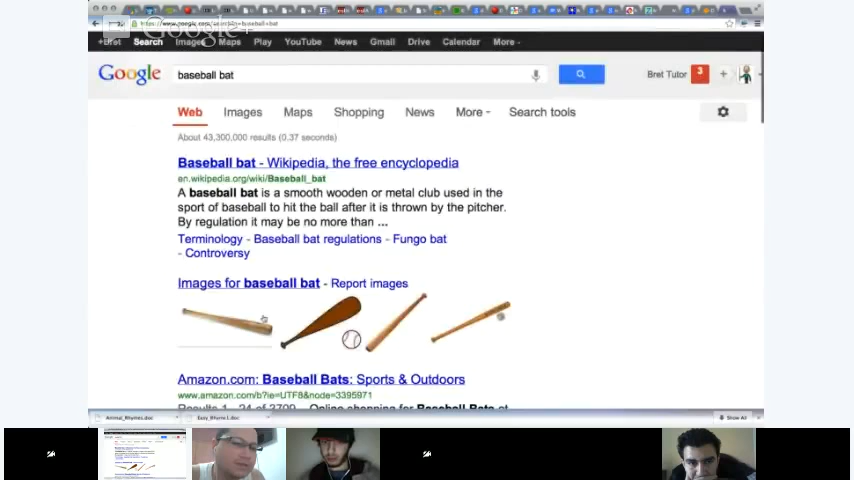 https://www.google.com/
Google+
+Bret Search Images Maps Play YouTube News Gmail Drive Calendar More
Google baseball bat Bret Tutor 3 +
Web Images Maps Shopping News More Search tools
About 43,300,000 results (0.37 seconds)
Baseball bat - Wikipedia, the free encyclopedia
en.wikipedia.org/wiki/Baseball_bat
A baseball bat is a smooth wooden or metal club used in the
sport of baseball to hit the ball after it is thrown by the pitcher.
By regulation it may be no more than ...
Terminology - Baseball bat regulations - Fungo bat
- Controversy
Images for baseball bat - Report images
Amazon.com: Baseball Bats: Sports & Outdoors
www.amazon.com/b?ie=UTF8&node=3395971
Results 1 - 24 of 2709 Online shopping for Baseball Bats at
Animal_Rhymes.doc Easy_Rhyme1.doc Show All